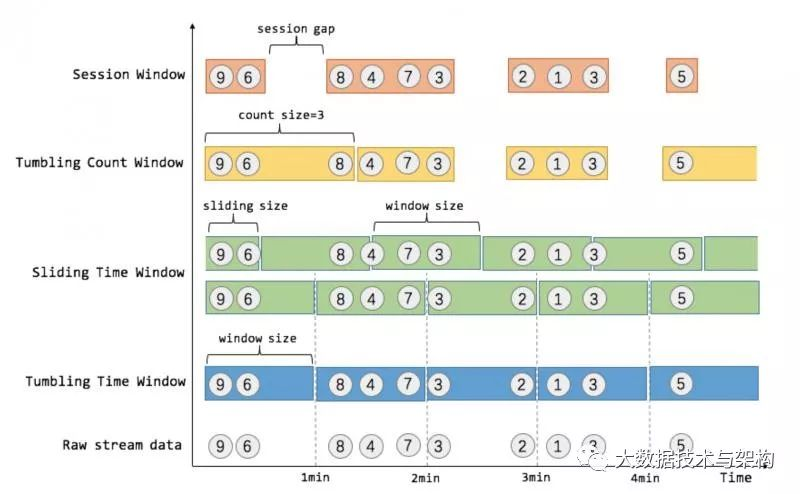 session gap
Session Window 9 6 8 4 7 3 2 1 3 5
count size=3
Tumbling Count Window 9 6 8 4 7 3 2 1 3 5
sliding size window size
9 6 8 4 7 3 2 1 3 5
Sliding Time Window
9 6 8 4 7 3 2 1 3 5
window size
Tumbling Time Window 9 6 8 4 7 3 2 1 3 5
Raw stream data 9 6 8 4 7 3 2 1 3 5
大数据技术与架构
1min 2min 3min 4min Time